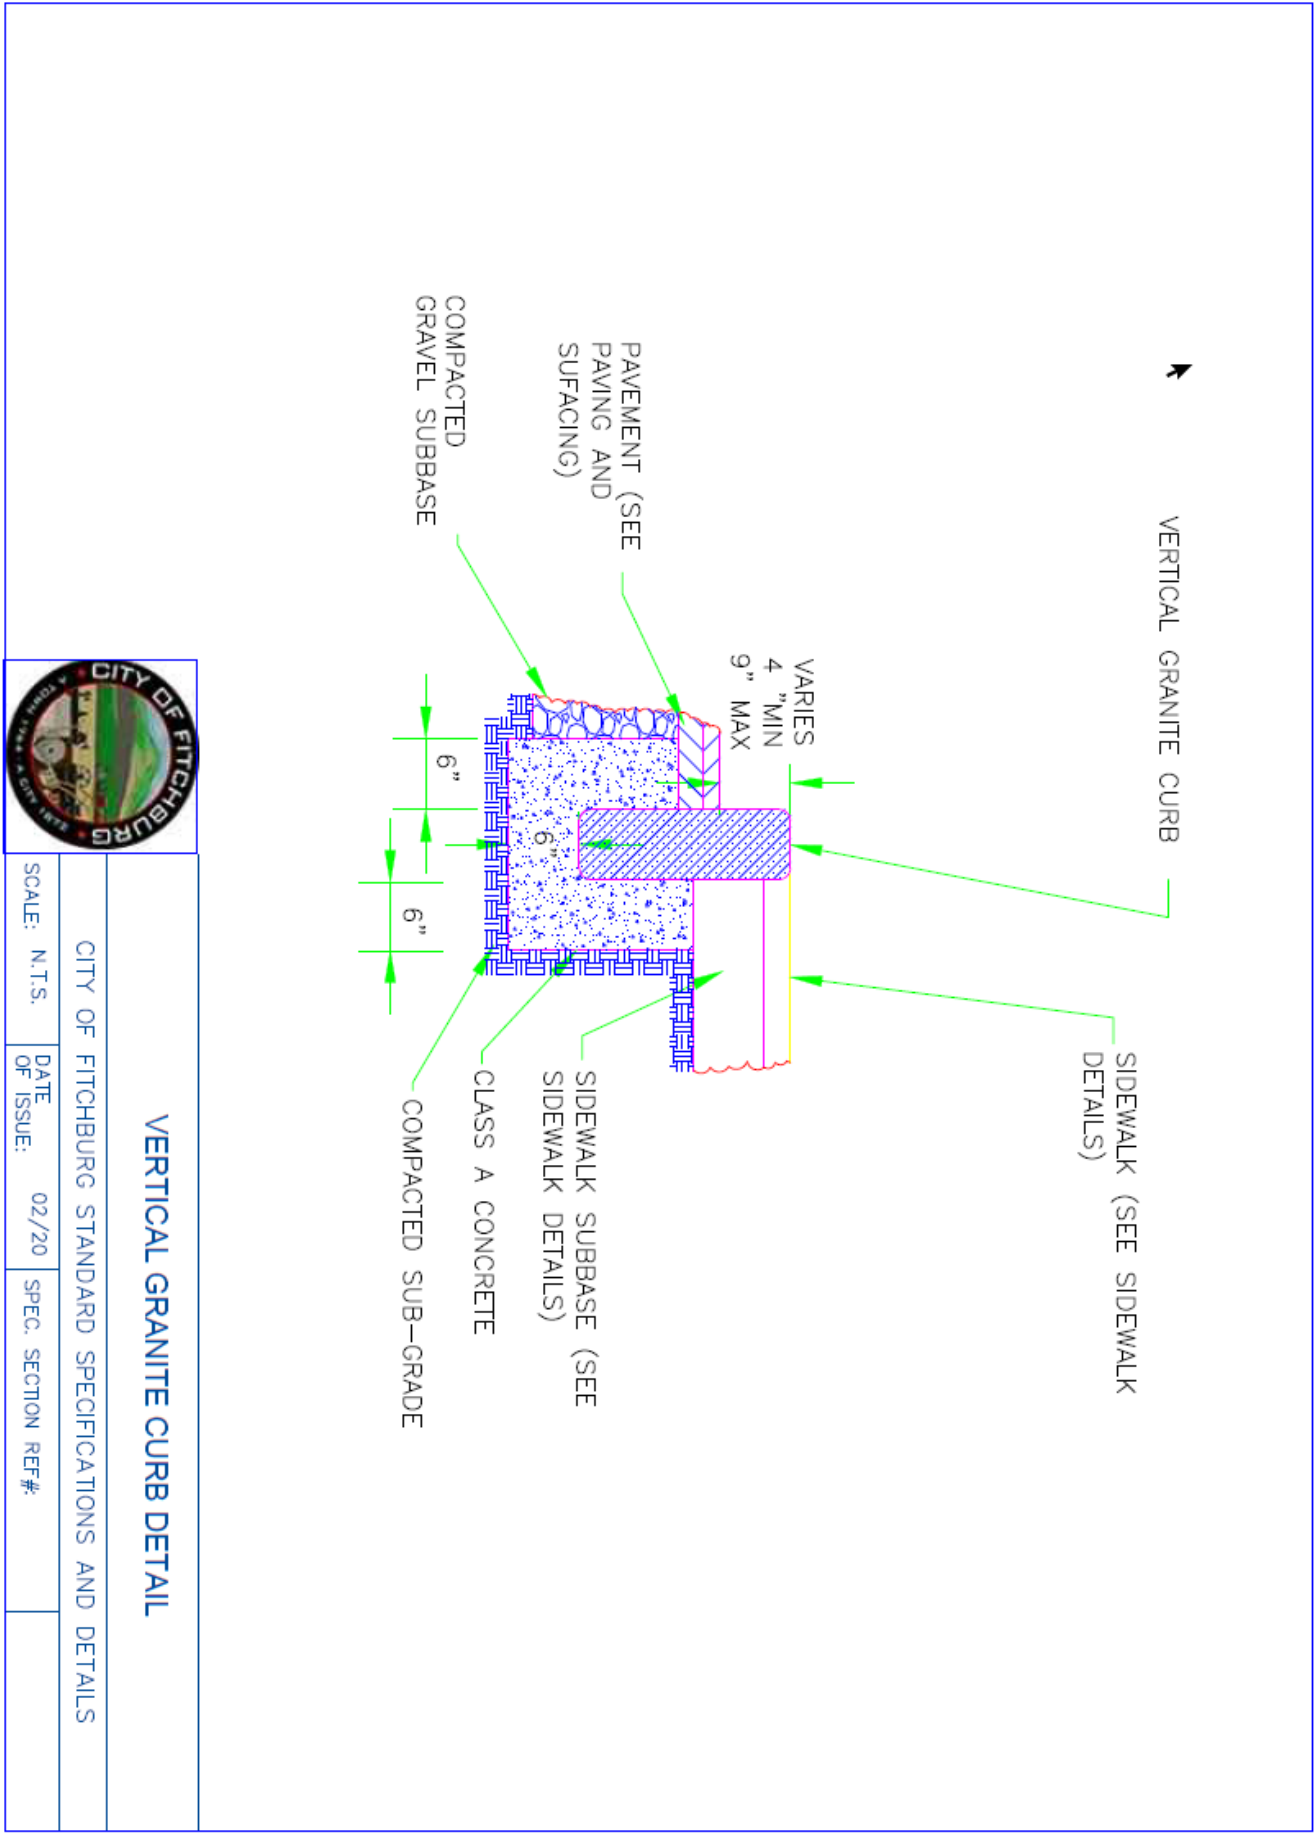 VERTICAL GRANITE CURB
SIDEWALK (SEE SIDEWALK
DETAILS)
VARIES
4 "MIN
9" MAX
PAVEMENT (SEE
PAVING AND
SUFACING)
COMPACTED
GRAVEL SUBBASE
6"
6"
6"
SIDEWALK SUBBASE (SEE
SIDEWALK DETAILS)
CLASS A CONCRETE
COMPACTED SUB-GRADE
CITY OF FITCHBURG
VERTICAL GRANITE CURB DETAIL
CITY OF FITCHBURG STANDARD SPECIFICATIONS AND DETAILS
SCALE: N.T.S.
DATE
OF ISSUE: 02/20
SPEC. SECTION REF#: